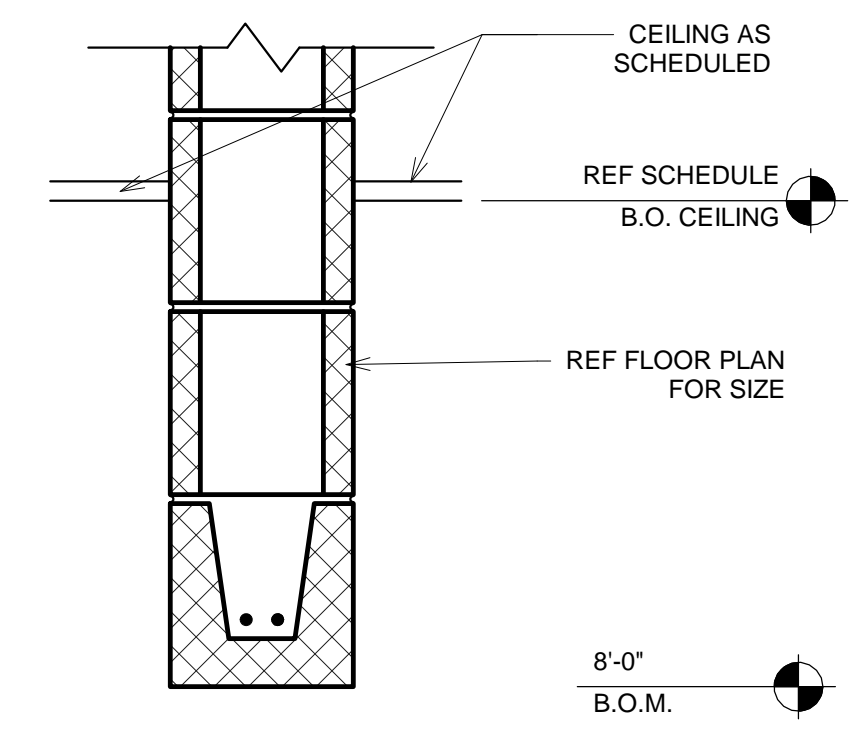 CEILING AS
SCHEDULED
REF SCHEDULE
B.O. CEILING
REF FLOOR PLAN
FOR SIZE
8'-0"
B.O.M.